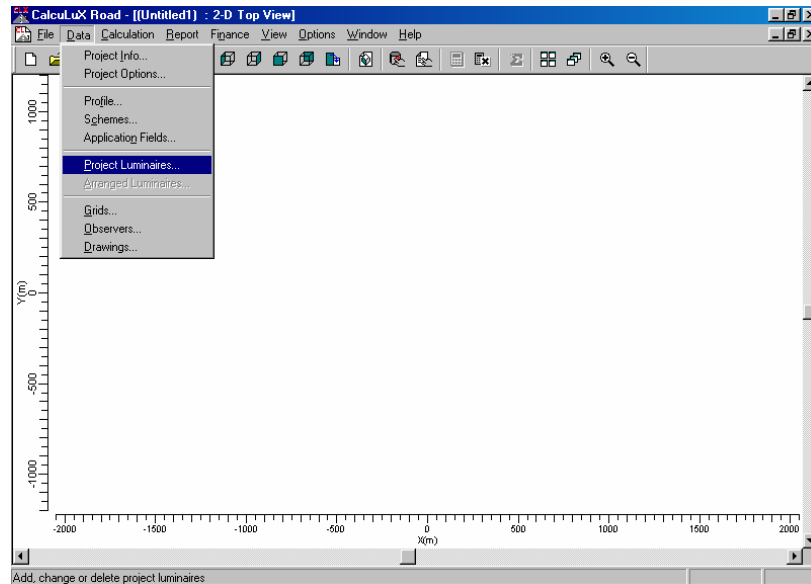 CalcuLuX Road - [(Untitled1) : 2-D Top View]
File Data Calculation Report Finance View Options Window Help
Project Info...
Project Options...
Profile...
Schemes...
Application Fields...
Project Luminaires...
Arranged Luminaires...
Grids...
Observers...
Drawings...
1000
500
Y(m)
0
-500
-1000
-2000 -1500 -1000 -500 0 500 1000 1500 2000
X(m)
Add, change or delete project luminaires